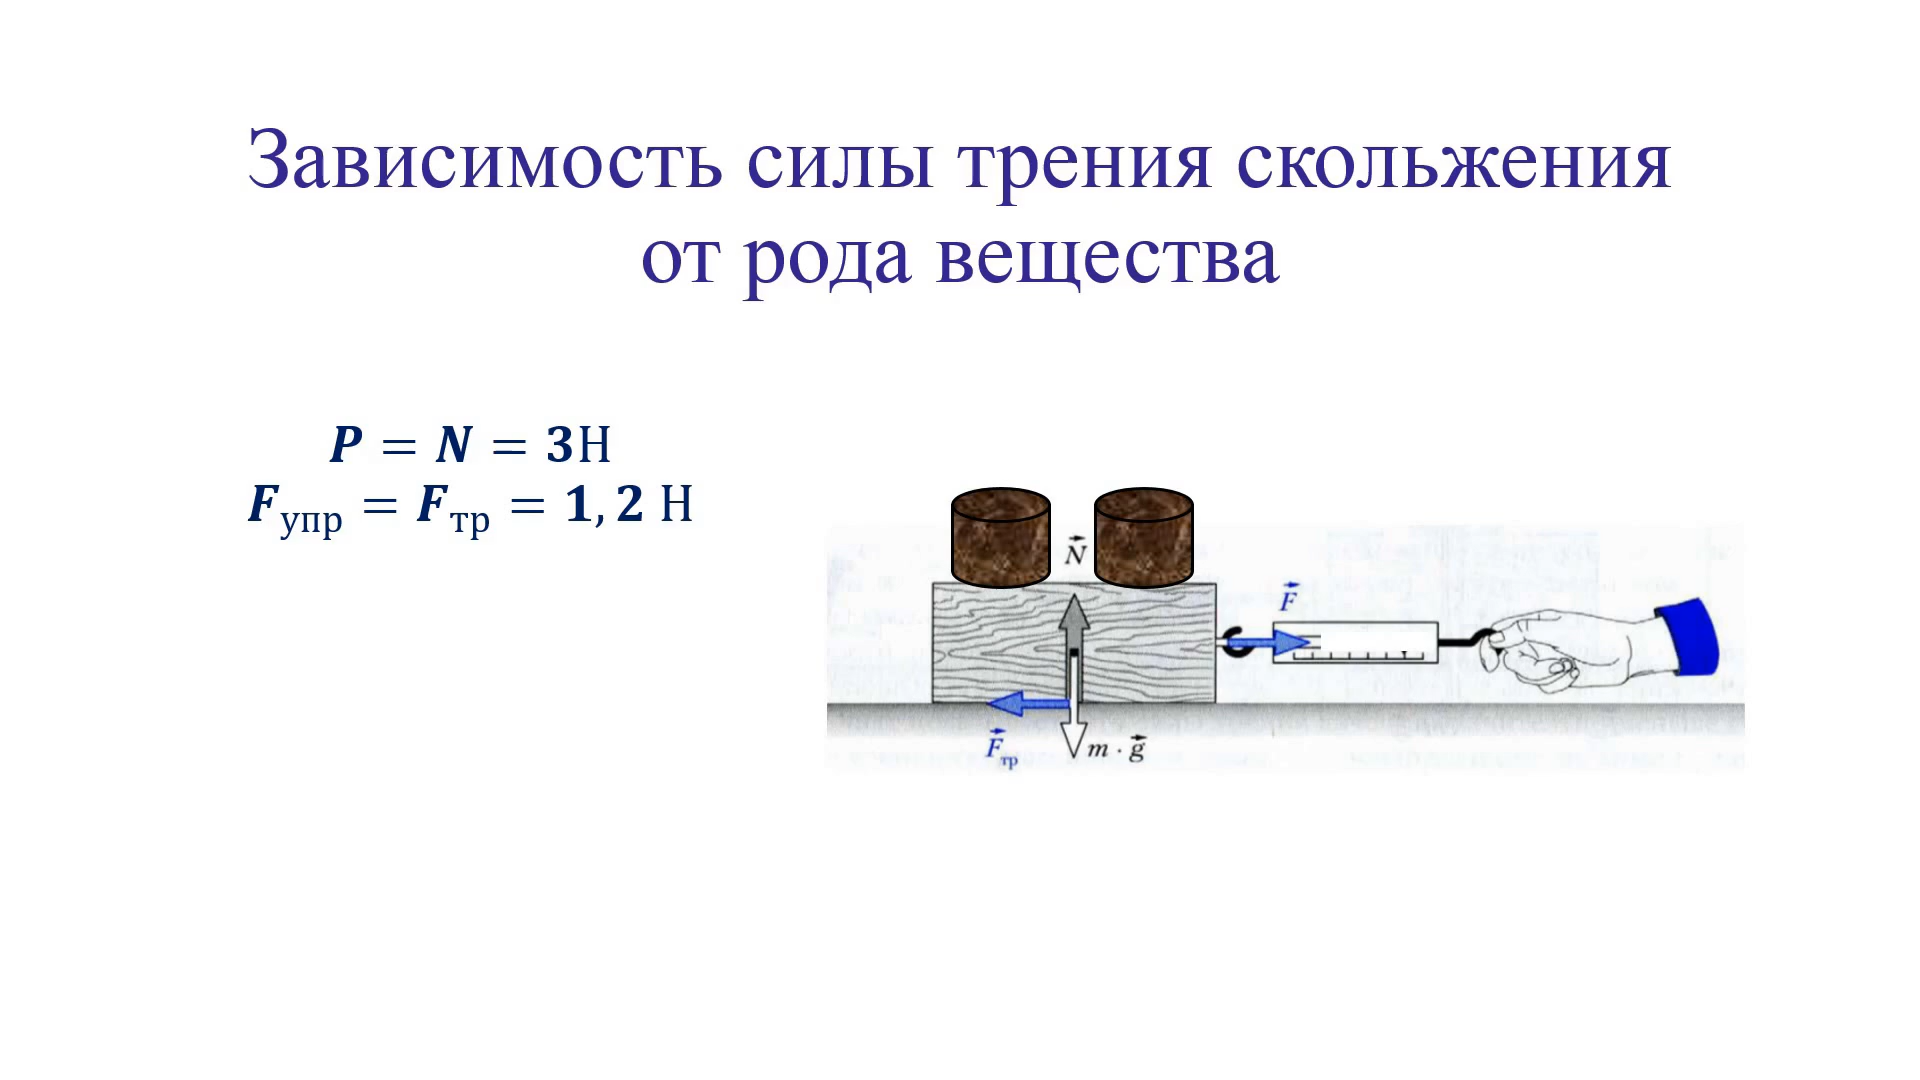 Зависимость силы трения скольжения
от рода вещества
P = N = 3Н
Fупр = Fтр = 1,2 Н
N
F
Fтр
m · g